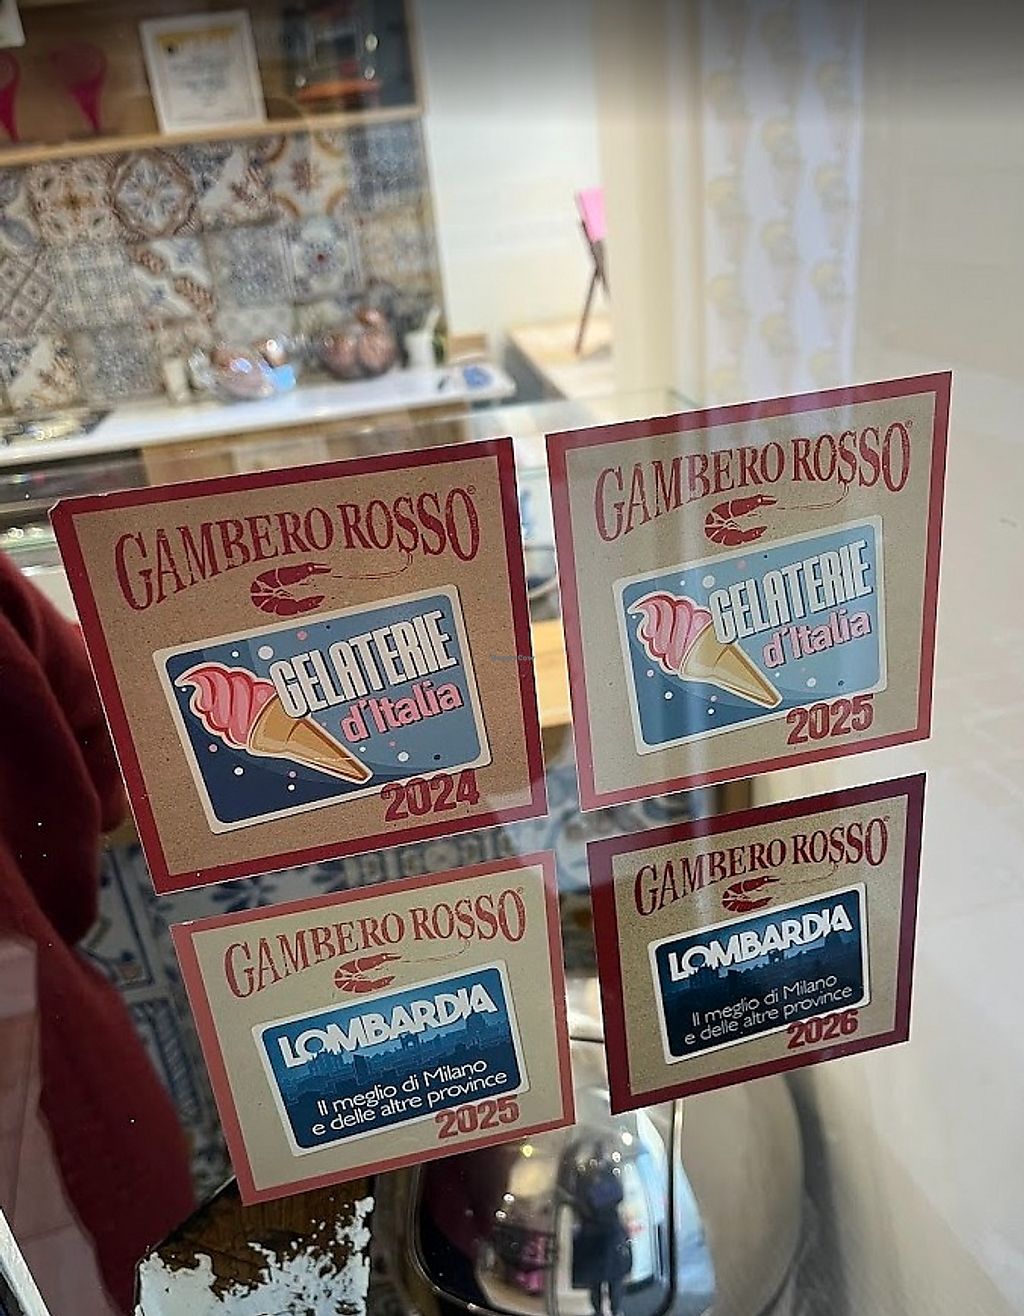 GAMBERO ROSSO®
GELATERIE
d'Italia
2024
GAMBERO ROSSO®
GELATERIE
d'Italia
2025
GAMBERO ROSSO®
LOMBARDIA
Il meglio di Milano
e delle altre province
2025
GAMBERO ROSSO®
LOMBARDIA
Il meglio di Milano
e delle altre province
2026